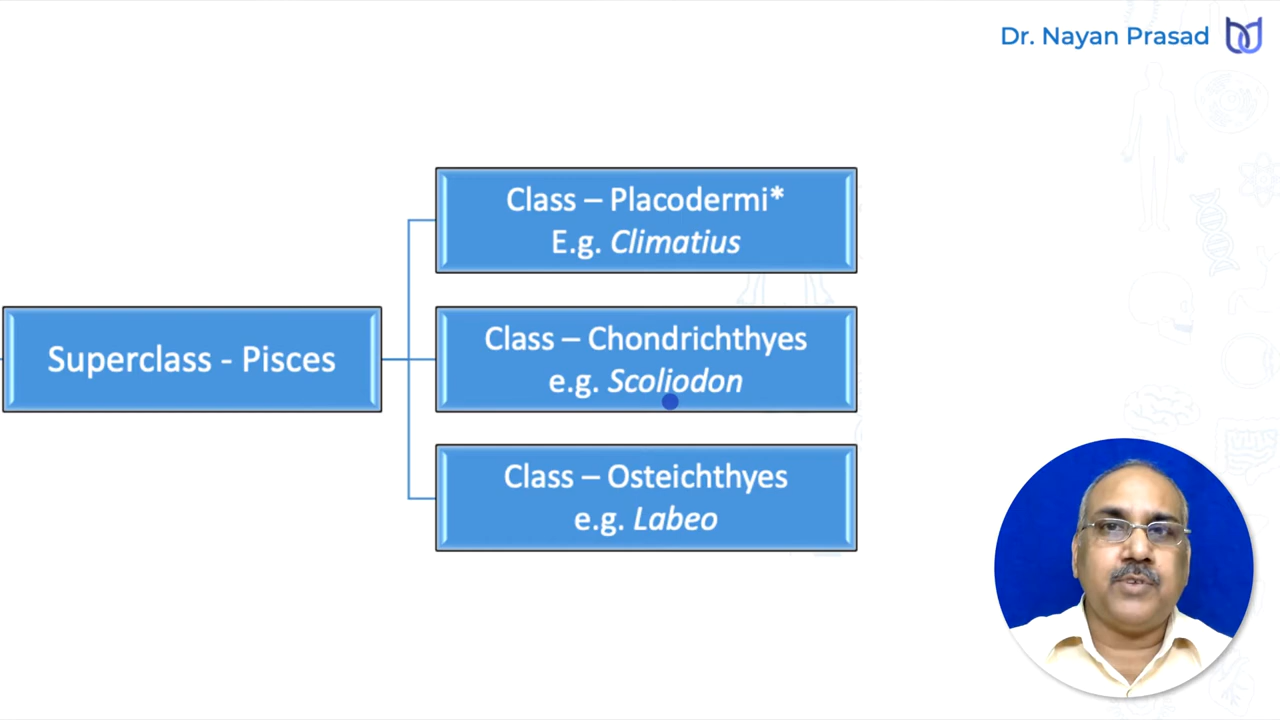 Dr. Nayan Prasad
Class – Placodermi*
E.g. Climatius
Superclass - Pisces
Class – Chondrichthyes
e.g. Scoliodon
Class – Osteichthyes
e.g. Labeo